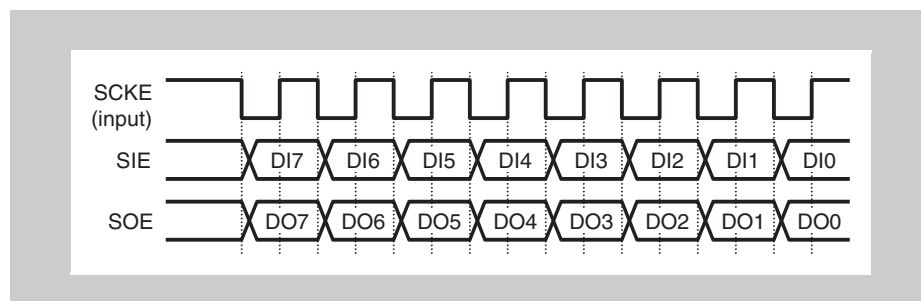 SCKE
(input)
SIE DI7 DI6 DI5 DI4 DI3 DI2 DI1 DI0
SOE DO7 DO6 DO5 DO4 DO3 DO2 DO1 DO0